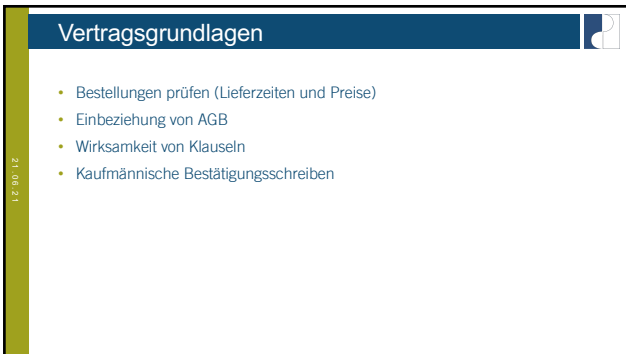 Vertragsgrundlagen
• Bestellungen prüfen (Lieferzeiten und Preise)
• Einbeziehung von AGB
• Wirksamkeit von Klauseln
• Kaufmännische Bestätigungsschreiben
21.06.21